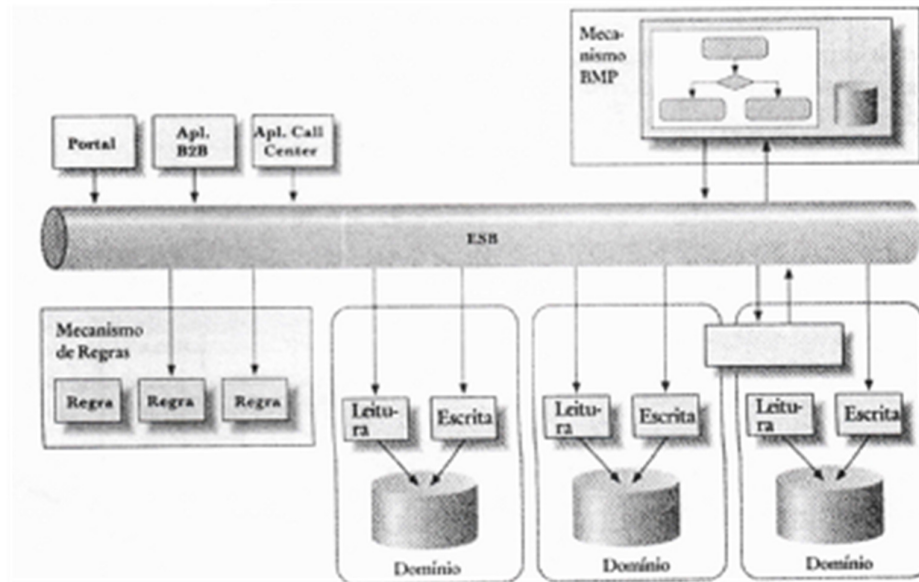 Meca-
nismo
BMP
Portal
Apl.
B2B
Apl. Call
Center
ESB
Mecanismo
de Regras
Regra
Regra
Regra
Leitu-
ra
Escrita
Domínio
Leitu-
ra
Escrita
Domínio
Leitu-
ra
Escrita
Domínio